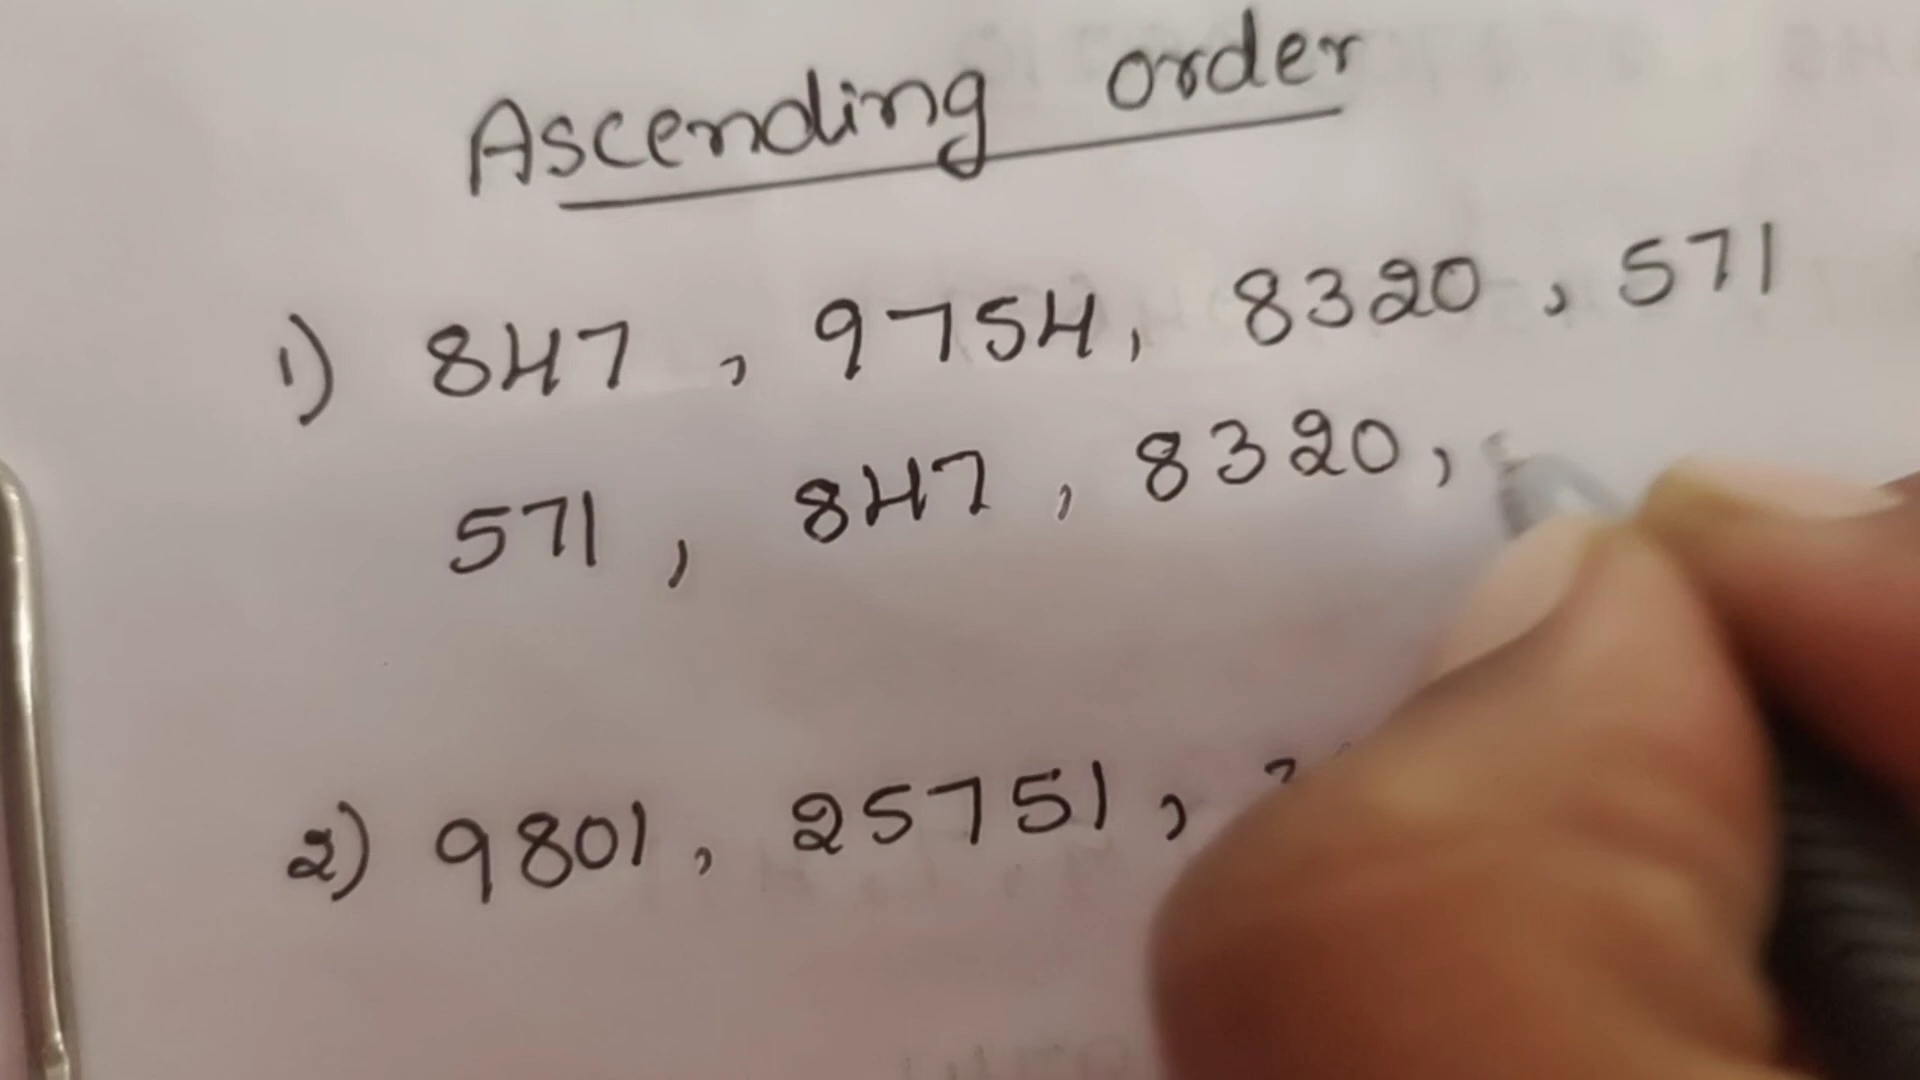 Ascending order
1) 847, 9754, 8320, 571
571, 847, 8320,
2) 9801, 25751,